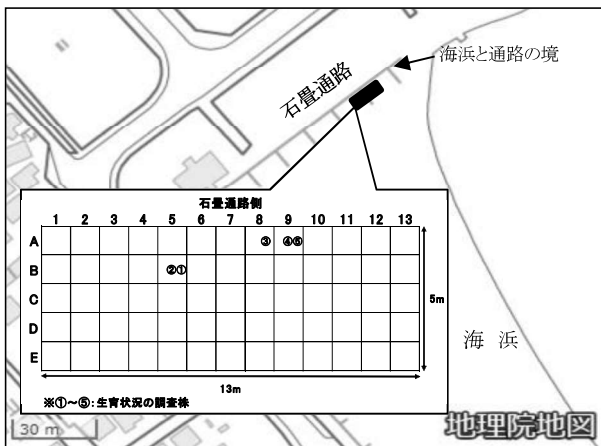 海浜と通路の境
石畳通路
石畳通路側
1 2 3 4 5 6 7 8 9 10 11 12 13
A ③ ④⑤
B ②①
C
D
E
5m
13m
※①~⑤:生育状況の調査株
海 浜
30 m
地理院地図